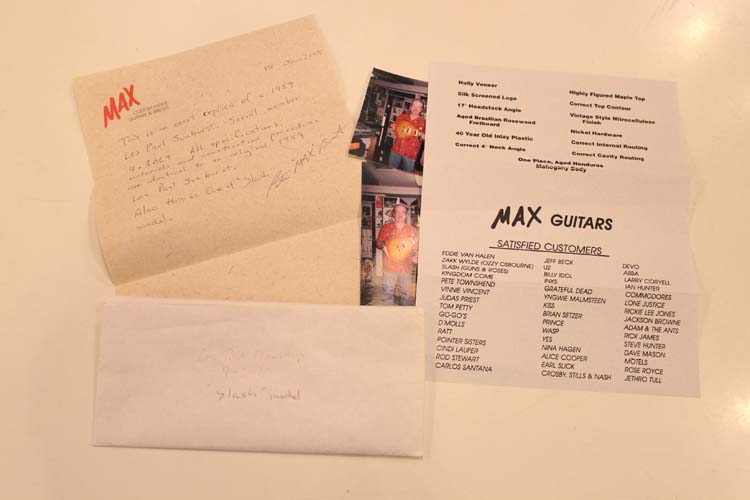 MAX
CUSTOM MADE
GUITARS & BASSES
This is an exact replica of a 1959
Les Paul Sunburst. Serial number
9-2069 All specifications,
materials and construction procedures
are identical to an original 1959
Les Paul Sunburst.
Also this is one of "Slash"
model.
"Slash" model
Holly Veneer
Silk Screened Logo
17° Headstock Angle
Aged Brazilian Rosewood
Fretboard
40 Year Old Inlay Plastic
Correct 4° Neck Angle
Highly Figured Maple Top
Correct Top Contour
Vintage Style Nitrocellulose
Finish
Nickel Hardware
Correct Internal Routing
Correct Cavity Routing
One Piece, Aged Honduras
Mahogany Body
MAX GUITARS
SATISFIED CUSTOMERS
EDDIE VAN HALEN
ZAKK WYLDE (OZZY OSBOURNE)
SLASH (GUNS & ROSES)
KINGDOM COME
PETE TOWNSHEND
VINNIE VINCENT
JUDAS PRIEST
TOM PETTY
GO-GO'S
D'MOLLS
RATT
POINTER SISTERS
CINDI LAUPER
ROD STEWART
CARLOS SANTANA
JEFF BECK
U2
BILLY IDOL
INXS
GRATEFUL DEAD
YNGWIE MALMSTEEN
KISS
BRIAN SETZER
PRINCE
WASP
YES
NINA HAGEN
ALICE COOPER
EARL SLICK
CROSBY, STILLS & NASH
DEVO
ABBA
LARRY CORYELL
IAN HUNTER
COMMODORES
LONE JUSTICE
RICKIE LEE JONES
JACKSON BROWNE
ADAM & THE ANTS
RICK JAMES
STEVE HUNTER
DAVE MASON
MOTELS
ROSE ROYCE
JETHRO TULL